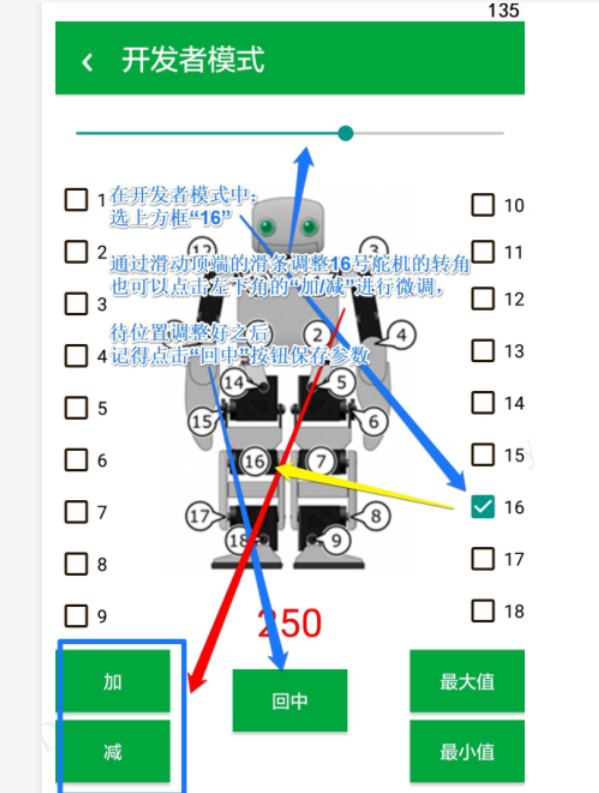 135
‹ 开发者模式
1
2
3
4
5
6
7
8
9
在开发者模式中：
选上方框“16”
通过滑动顶端的滑条调整16号舵机的转角
也可以点击左下角的“加/减”进行微调，
待位置调整好之后
记得点击“回中”按钮保存参数
12
3
2
4
14
5
15
6
16
7
17
8
18
9
10
11
12
13
14
15
16
17
18
250
加
减
回中
最大值
最小值